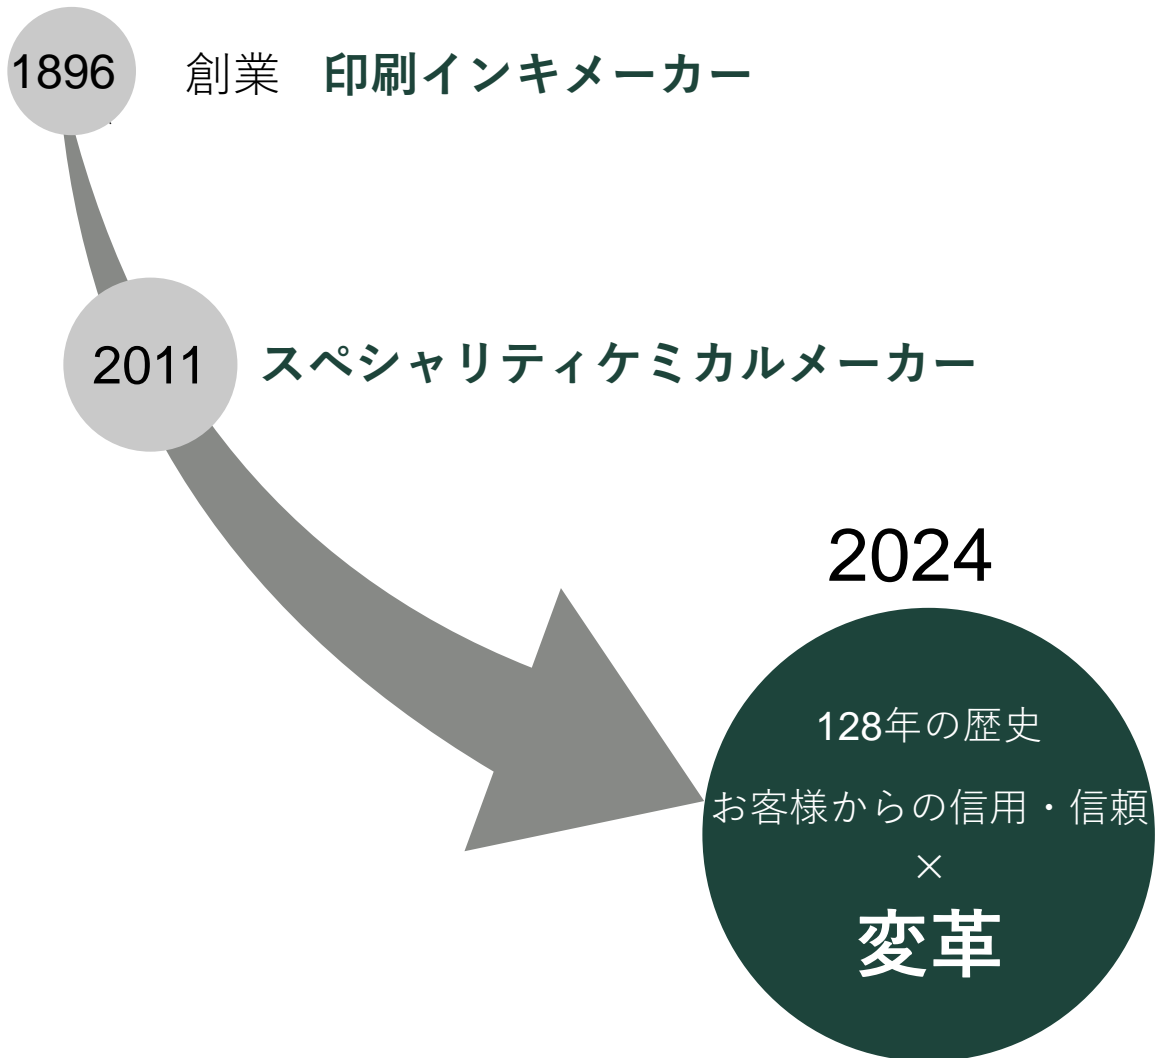 1896 創業 印刷インキメーカー
2011 スペシャリティケミカルメーカー
2024
128年の歴史
お客様からの信用・信頼
×
変革